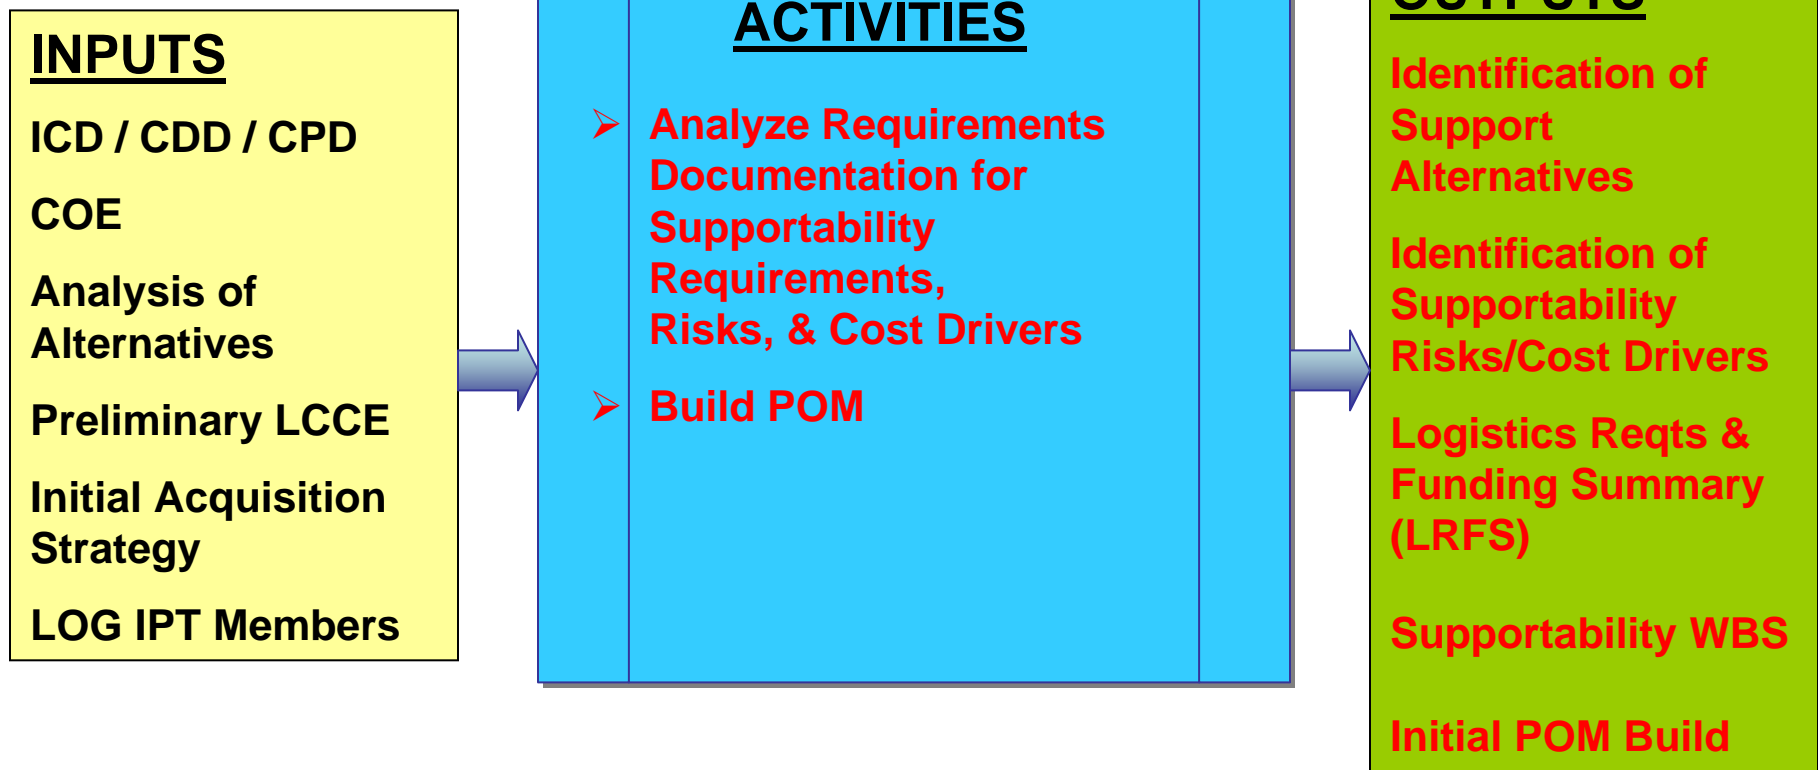 INPUTS
ICD / CDD / CPD
COE
Analysis of
Alternatives
Preliminary LCCE
Initial Acquisition
Strategy
LOG IPT Members
ACTIVITIES
➢ Analyze Requirements
Documentation for
Supportability
Requirements,
Risks, & Cost Drivers
➢ Build POM
OUTPUTS
Identification of
Support
Alternatives
Identification of
Supportability
Risks/Cost Drivers
Logistics Reqts &
Funding Summary
(LRFS)
Supportability WBS
Initial POM Build